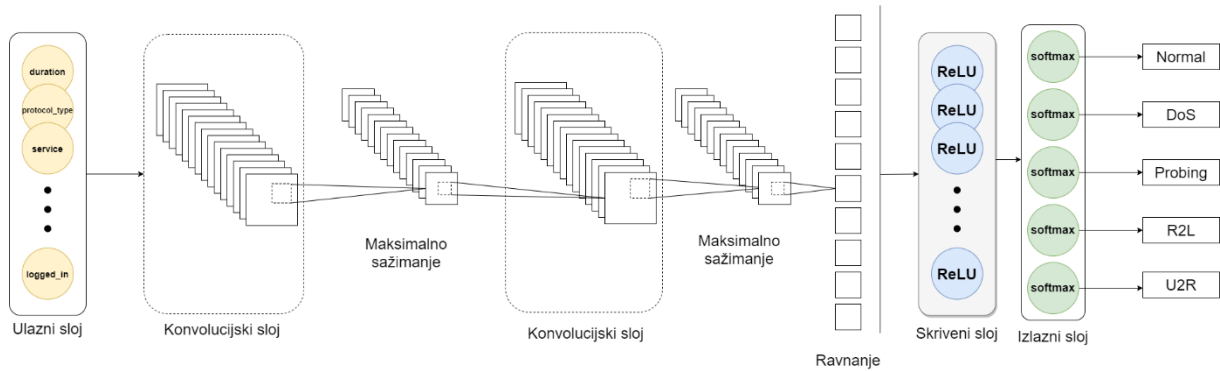 duration
protocol_type
service
logged_in
Ulazni sloj
Konvolucijski sloj
Maksimalno
sažimanje
Konvolucijski sloj
Maksimalno
sažimanje
Ravnanje
ReLU
ReLU
ReLU
ReLU
Skriveni sloj
softmax
softmax
softmax
softmax
softmax
Izlazni sloj
Normal
DoS
Probing
R2L
U2R